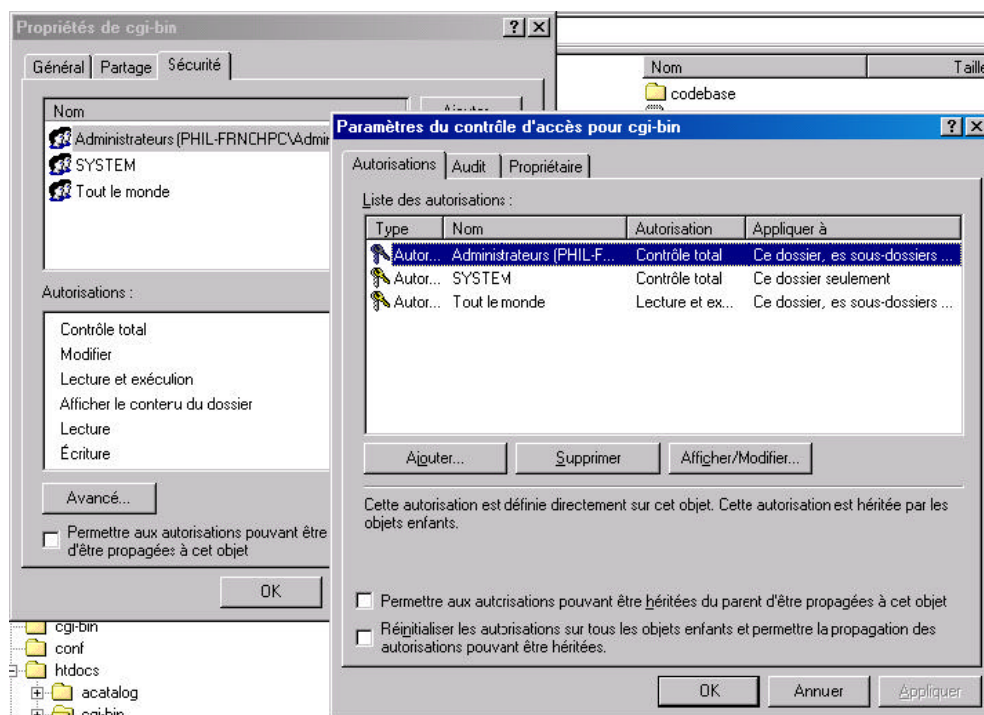 Propriétés de cgi-bin
Général Partage Sécurité
Nom
Administrateurs (PHIL-FRNCHPC\Admir
SYSTEM
Tout le monde
Autorisations :
Contrôle total
Modifier
Lecture et exécution
Afficher le contenu du dossier
Lecture
Écriture
Avancé...
Permettre aux autorisations pouvant être
d'être propagées à cet objet
OK
Nom Taille
codebase
Paramètres du contrôle d'accès pour cgi-bin
Autorisations Audit Propriétaire
Liste des autorisations :
Type Nom Autorisation Appliquer à
Autor... Administrateurs (PHIL-F... Contrôle total Ce dossier, es sous-dossiers ...
Autor... SYSTEM Contrôle total Ce dossier seulement
Autor... Tout le monde Lecture et ex... Ce dossier, es sous-dossiers ...
Ajouter... Supprimer Afficher/Modifier...
Cette autorisation est définie directement sur cet objet. Cette autorisation est héritée par les
objets enfants.
Permettre aux autorisations pouvant être héritées du parent d'être propagées à cet objet
Réinitialiser les autorisations sur tous les objets enfants et permettre la propagation des
autorisations pouvant être héritées.
OK Annuer Appliquer
cgi-bin
conf
htdocs
acatalog
cgi-bin